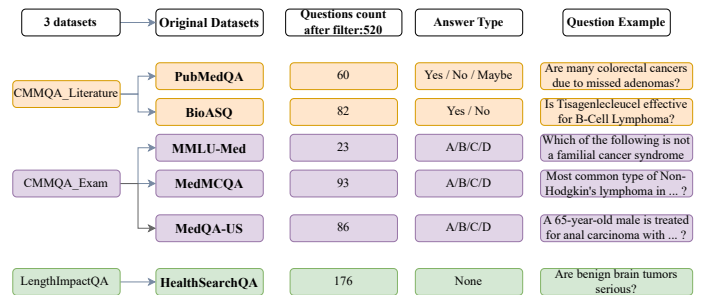 3 datasets
Original Datasets
Questions count
after filter:520
Answer Type
Question Example
CMMQA_Literature
PubMedQA
60
Yes / No / Maybe
Are many colorectal cancers
due to missed adenomas?
BioASQ
82
Yes / No
Is Tisagenlecleucel effective
for B-Cell Lymphoma?
CMMQA_Exam
MMLU-Med
23
A/B/C/D
Which of the following is not
a familial cancer syndrome
MedMCQA
93
A/B/C/D
Most common type of Non-
Hodgkin's lymphoma in ... ?
MedQA-US
86
A/B/C/D
A 65-year-old male is treated
for anal carcinoma with ... ?
LengthImpactQA
HealthSearchQA
176
None
Are benign brain tumors
serious?